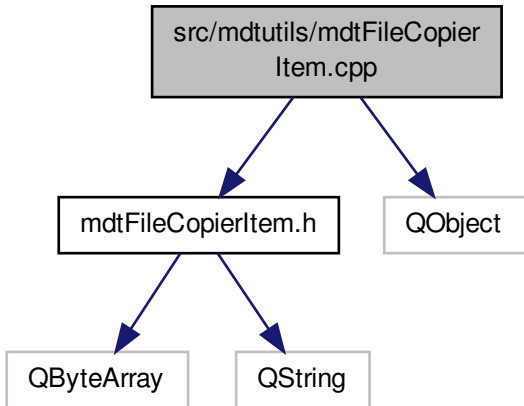 src/mdtutils/mdtFileCopier
Item.cpp
mdtFileCopierItem.h
QObject
QByteArray
QString